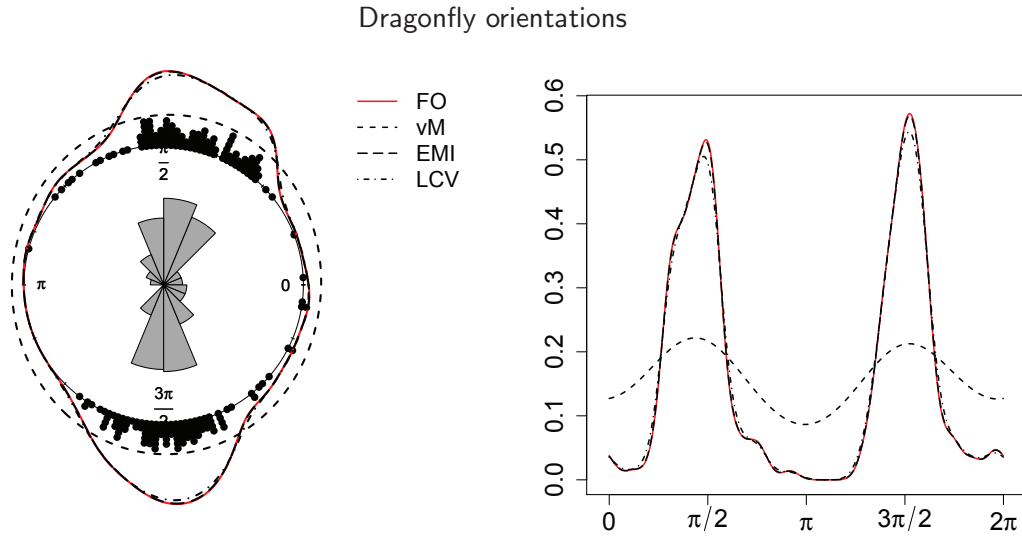 Dragonfly orientations
FO
vM
EMI
LCV
π
2
π
0
3π
2
0.0
0.1
0.2
0.3
0.4
0.5
0.6
0
π/2
π
3π/2
2π